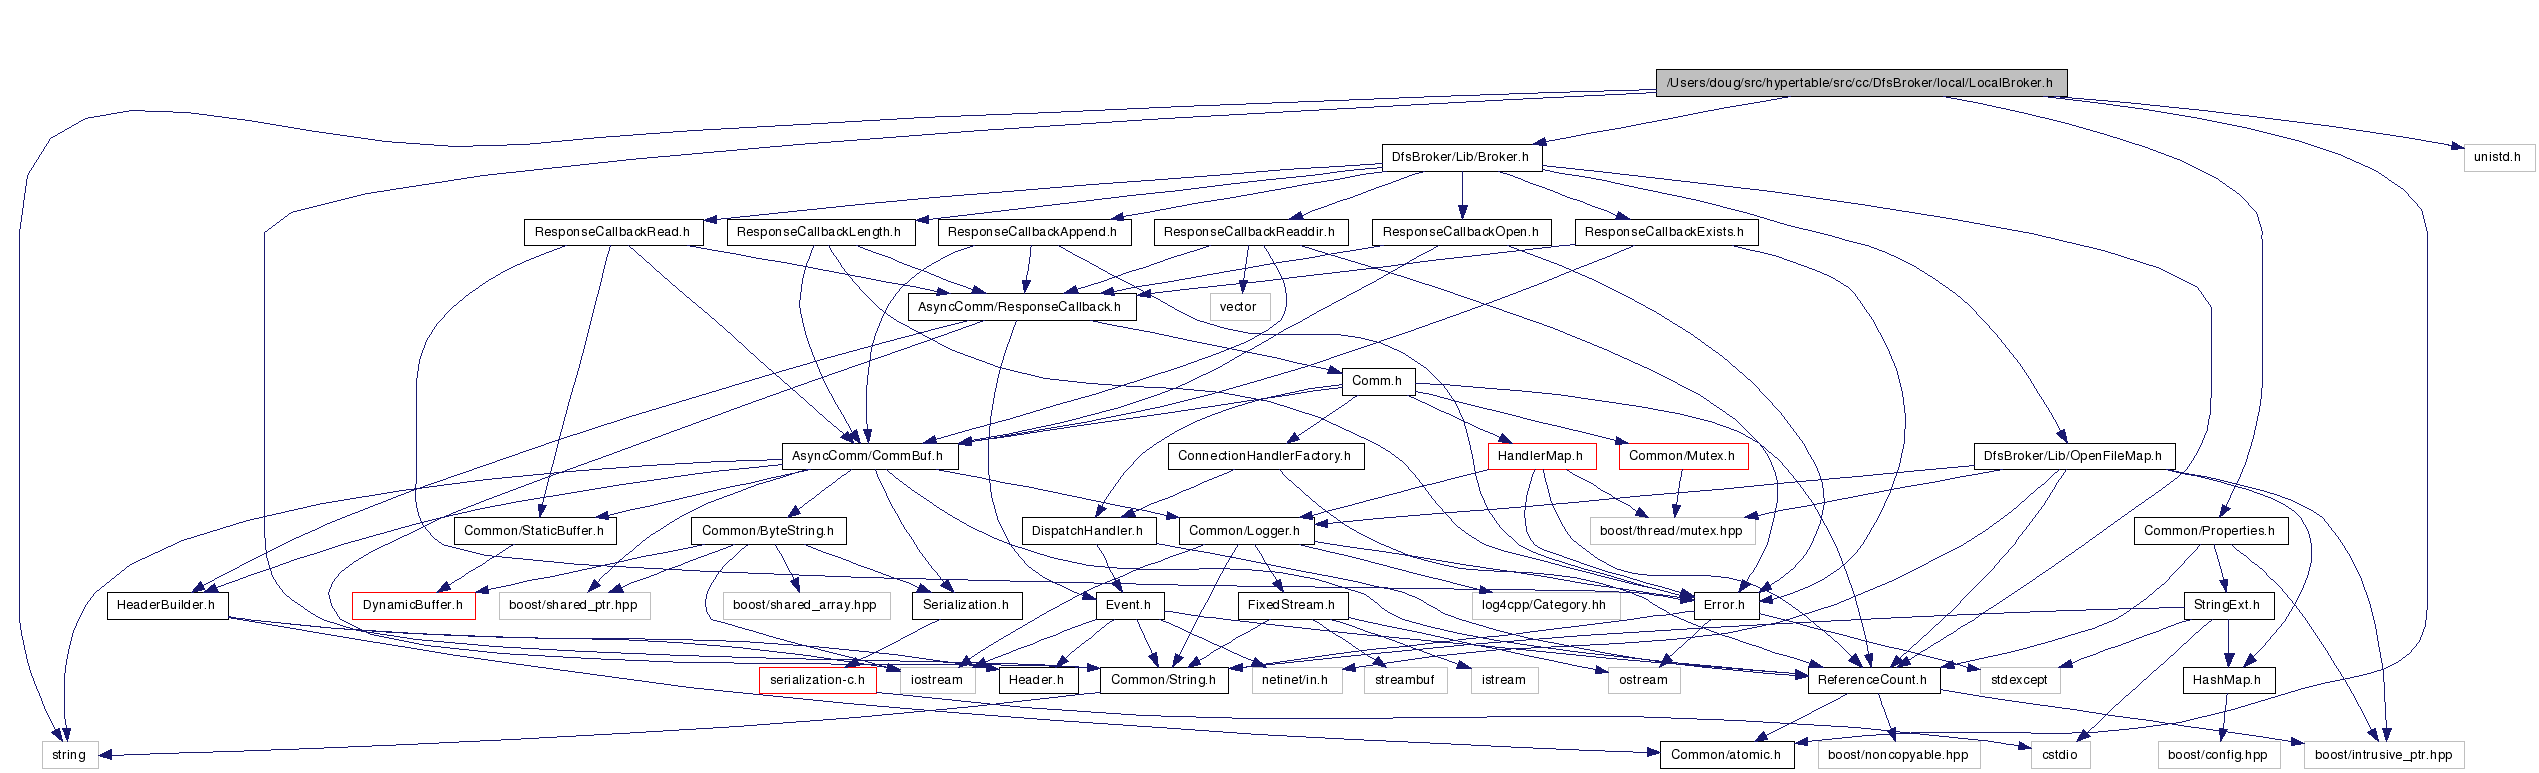 /Users/doug/src/hypertable/src/cc/DfsBroker/local/LocalBroker.h
DfsBroker/Lib/Broker.h
unistd.h
ResponseCallbackRead.h
ResponseCallbackLength.h
ResponseCallbackAppend.h
ResponseCallbackReaddir.h
ResponseCallbackOpen.h
ResponseCallbackExists.h
AsyncComm/ResponseCallback.h
vector
Comm.h
AsyncComm/CommBuf.h
ConnectionHandlerFactory.h
HandlerMap.h
Common/Mutex.h
DfsBroker/Lib/OpenFileMap.h
Common/StaticBuffer.h
Common/ByteString.h
DispatchHandler.h
Common/Logger.h
boost/thread/mutex.hpp
Common/Properties.h
HeaderBuilder.h
DynamicBuffer.h
boost/shared_ptr.hpp
boost/shared_array.hpp
Serialization.h
Event.h
FixedStream.h
log4cpp/Category.hh
Error.h
StringExt.h
serialization-c.h
iostream
Header.h
Common/String.h
netinet/in.h
streambuf
istream
ostream
ReferenceCount.h
stdexcept
HashMap.h
string
Common/atomic.h
boost/noncopyable.hpp
cstdio
boost/config.hpp
boost/intrusive_ptr.hpp